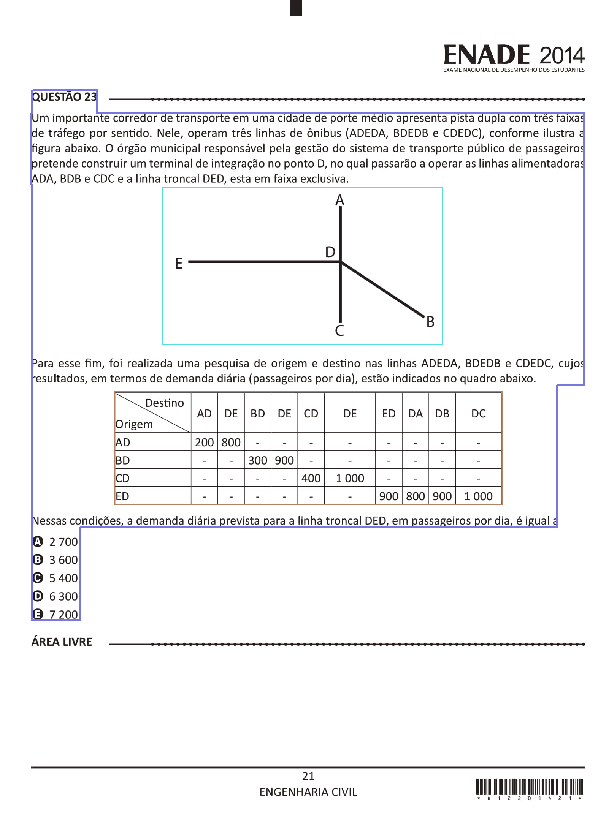 ENADE 2014
EXAME NACIONAL DE DESEMPENHO DOS ESTUDANTES
QUESTÃO 23
Um importante corredor de transporte em uma cidade de porte médio apresenta pista dupla com três faixas
de tráfego por sentido. Nele, operam três linhas de ônibus (ADEDA, BDEDB e CDEDC), conforme ilustra a
figura abaixo. O órgão municipal responsável pela gestão do sistema de transporte público de passageiros
pretende construir um terminal de integração no ponto D, no qual passarão a operar as linhas alimentadoras
ADA, BDB e CDC e a linha troncal DED, esta em faixa exclusiva.
A
D
E
B
C
Para esse fim, foi realizada uma pesquisa de origem e destino nas linhas ADEDA, BDEDB e CDEDC, cujos
resultados, em termos de demanda diária (passageiros por dia), estão indicados no quadro abaixo.
Destino AD DE BD DE CD DE ED DA DB DC
Origem
AD 200 800 - - - - - - - -
BD - - 300 900 - - - - - -
CD - - - - 400 1 000 - - - -
ED - - - - - - 900 800 900 1 000
Nessas condições, a demanda diária prevista para a linha troncal DED, em passageiros por dia, é igual a
A 2 700
B 3 600
C 5 400
D 6 300
E 7 200
ÁREA LIVRE
21
ENGENHARIA CIVIL